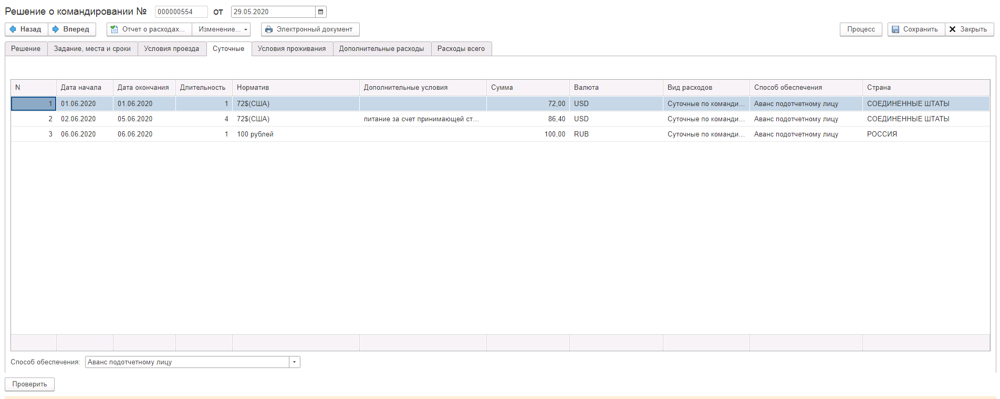 Решение о командировании № 000000554 от 29.05.2020
Назад Вперед Отчет о расходах... Изменение... Электронный документ Процесс Сохранить Закрыть
Решение Задание, места и сроки Условия проезда Суточные Условия проживания Дополнительные расходы Расходы всего
N Дата начала Дата окончания Длительность Норматив Дополнительные условия Сумма Валюта Вид расходов Способ обеспечения Страна
1 01.06.2020 01.06.2020 1 72$(США) 72,00 USD Суточные по команди... Аванс подотчетному лицу СОЕДИНЕННЫЕ ШТАТЫ
2 02.06.2020 05.06.2020 4 72$(США) питание за счет принимающей ст... 86,40 USD Суточные по команди... Аванс подотчетному лицу СОЕДИНЕННЫЕ ШТАТЫ
3 06.06.2020 06.06.2020 1 100 рублей 100,00 RUB Суточные по команди... Аванс подотчетному лицу РОССИЯ
Способ обеспечения: Аванс подотчетному лицу
Проверить